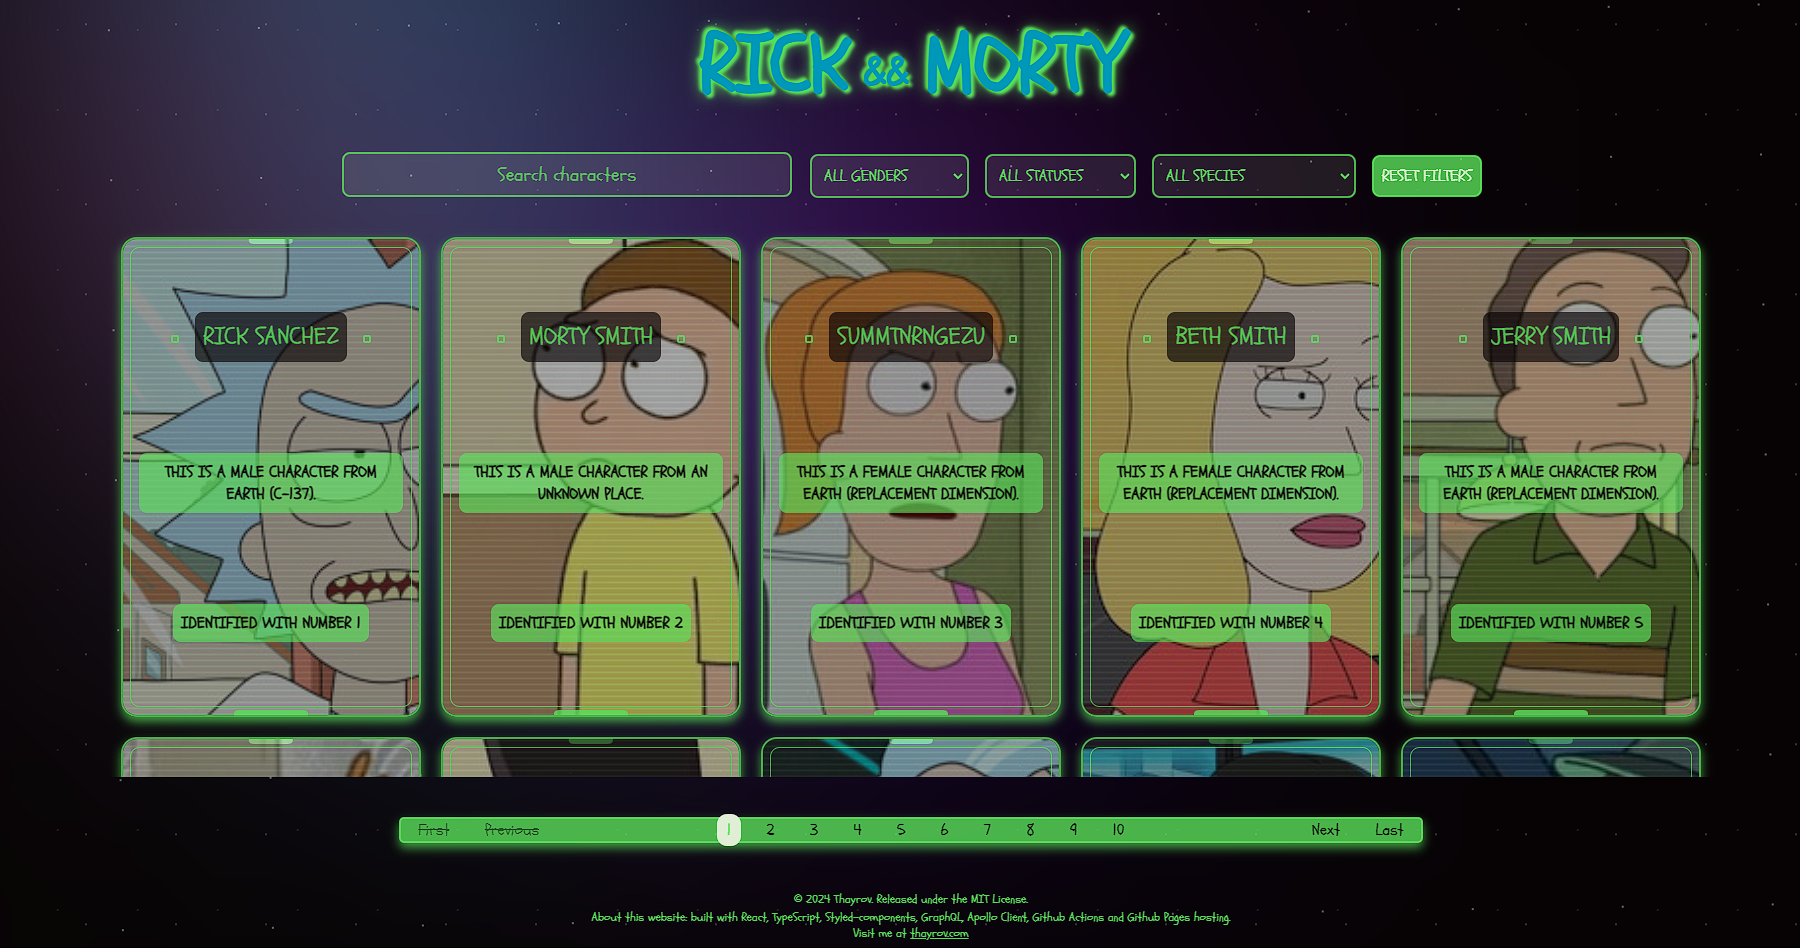 RICK && MORTY
Search characters
ALL GENDERS
ALL STATUSES
ALL SPECIES
RESET FILTERS
RICK SANCHEZ
THIS IS A MALE CHARACTER FROM
EARTH (C-137).
IDENTIFIED WITH NUMBER 1
MORTY SMITH
THIS IS A MALE CHARACTER FROM AN
UNKNOWN PLACE.
IDENTIFIED WITH NUMBER 2
SUMMTNRNGEZU
THIS IS A FEMALE CHARACTER FROM
EARTH (REPLACEMENT DIMENSION).
IDENTIFIED WITH NUMBER 3
BETH SMITH
THIS IS A FEMALE CHARACTER FROM
EARTH (REPLACEMENT DIMENSION).
IDENTIFIED WITH NUMBER 4
JERRY SMITH
THIS IS A MALE CHARACTER FROM
EARTH (REPLACEMENT DIMENSION).
IDENTIFIED WITH NUMBER 5
First Previous 1 2 3 4 5 6 7 8 9 10 Next Last
© 2024 Thayrov. Released under the MIT License.
About this website: built with React, TypeScript, Styled-components, GraphQL, Apollo Client, Github Actions and Github Pages hosting.
Visit me at thayrov.com